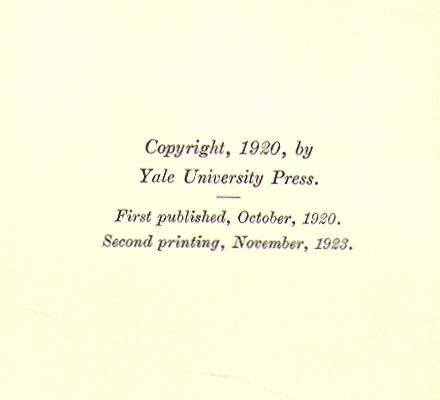 Copyright, 1920, by
Yale University Press.
First published, October, 1920.
Second printing, November, 1923.